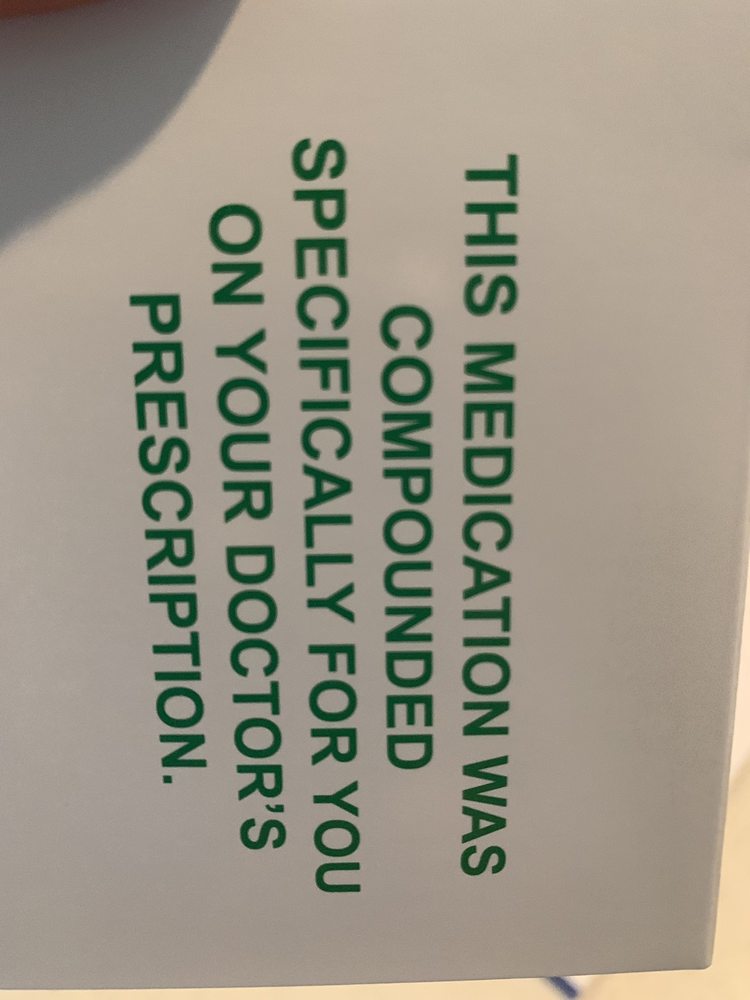 THIS MEDICATION WAS
COMPOUNDED
SPECIFICALLY FOR YOU
ON YOUR DOCTOR'S
PRESCRIPTION.